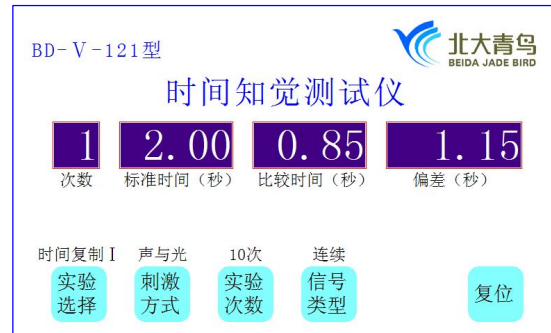 北大青鸟
BEIDA JADE BIRD
BD-Ⅴ-121型
时间知觉测试仪
1 2.00 0.85 1.15
次数 标准时间（秒） 比较时间（秒） 偏差（秒）
时间复制Ⅰ 声与光 10次 连续
实验 刺激 实验 信号
选择 方式 次数 类型
复位